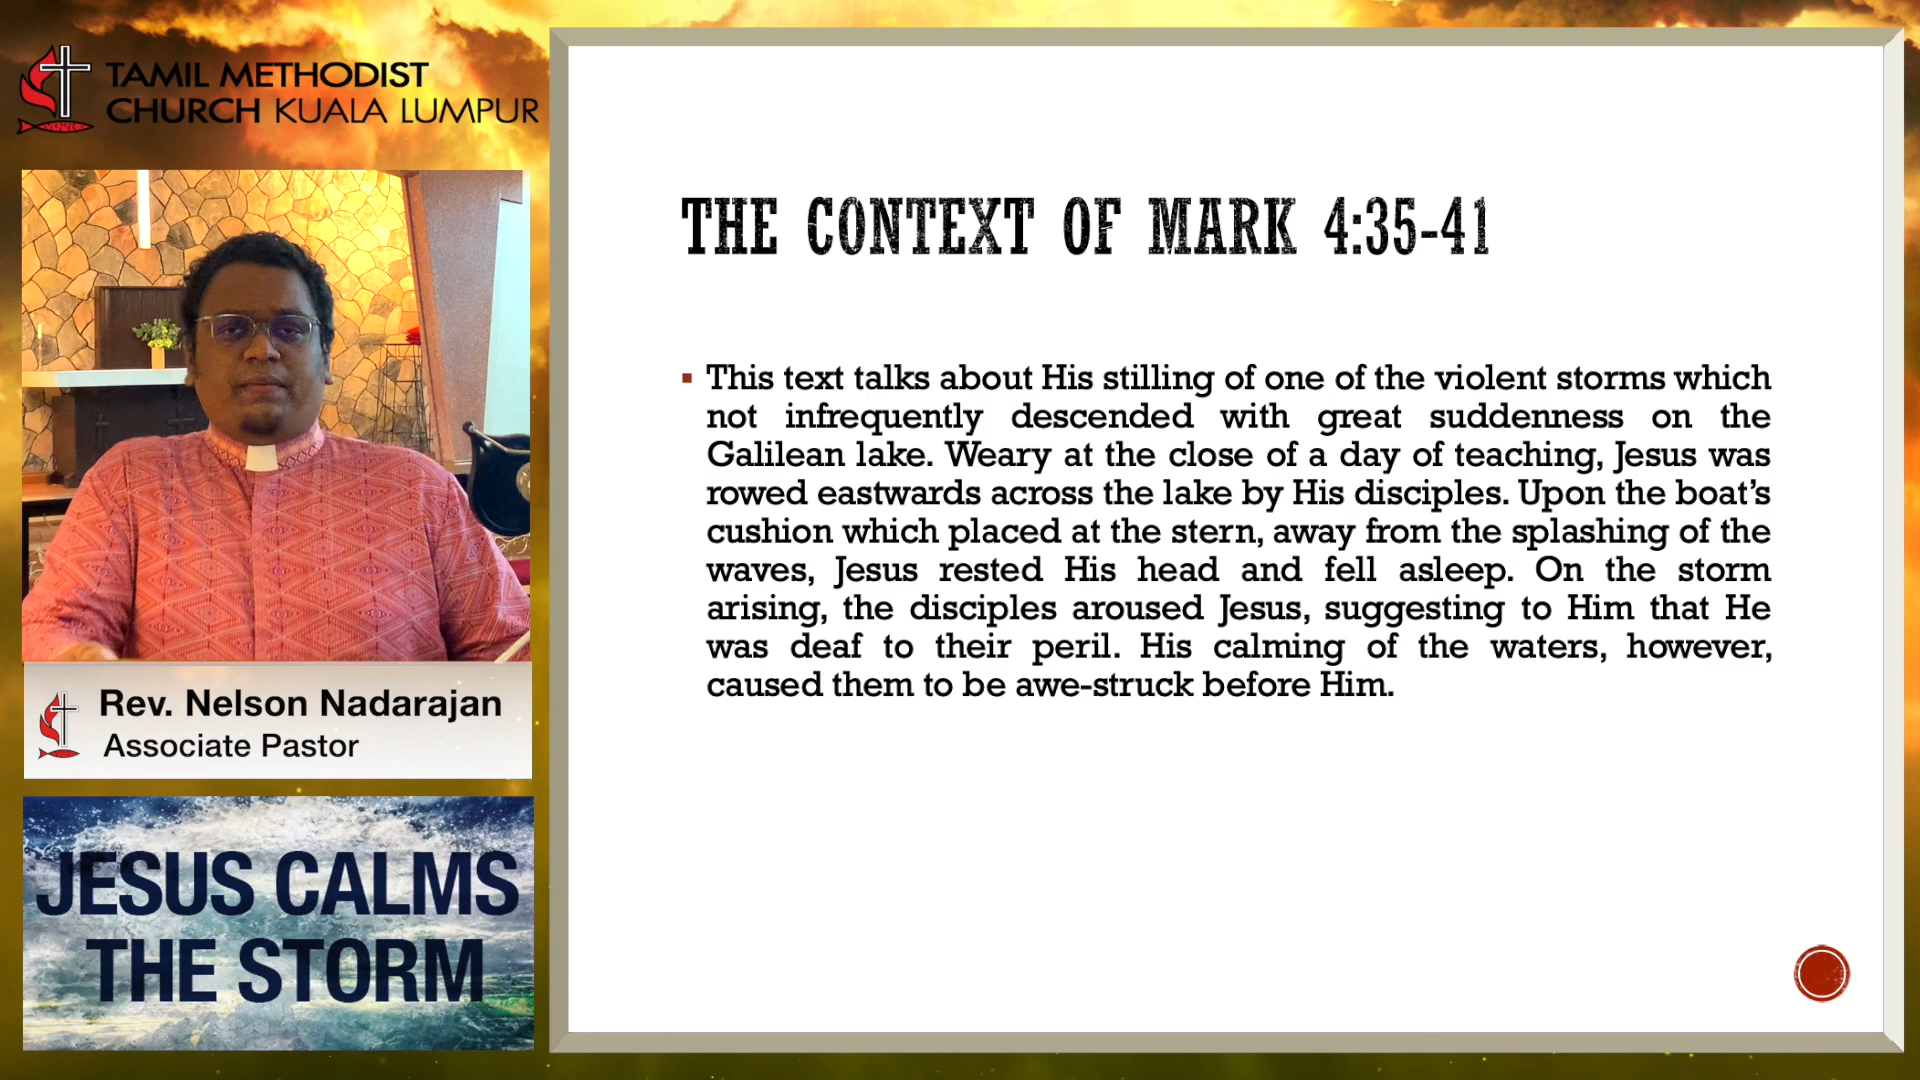 TAMIL METHODIST
CHURCH KUALA LUMPUR
Rev. Nelson Nadarajan
Associate Pastor
JESUS CALMS
THE STORM
THE CONTEXT OF MARK 4:35-41
▪ This text talks about His stilling of one of the violent storms which
not infrequently descended with great suddenness on the
Galilean lake. Weary at the close of a day of teaching, Jesus was
rowed eastwards across the lake by His disciples. Upon the boat’s
cushion which placed at the stern, away from the splashing of the
waves, Jesus rested His head and fell asleep. On the storm
arising, the disciples aroused Jesus, suggesting to Him that He
was deaf to their peril. His calming of the waters, however,
caused them to be awe-struck before Him.